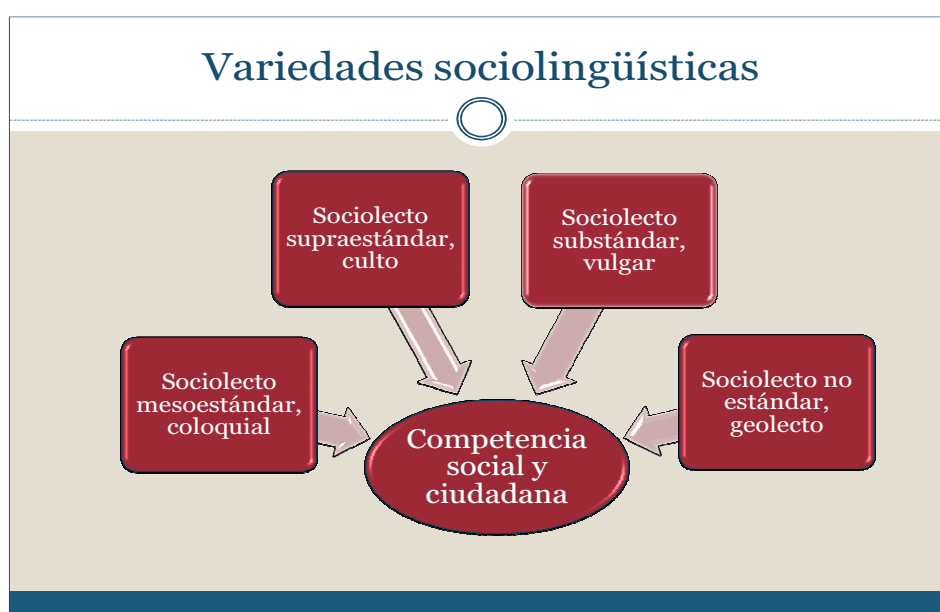 Variedades sociolingüísticas
Sociolecto
supraestándar,
culto
Sociolecto
substándar,
vulgar
Sociolecto
mesoestándar,
coloquial
Sociolecto no
estándar,
geolecto
Competencia
social y
ciudadana